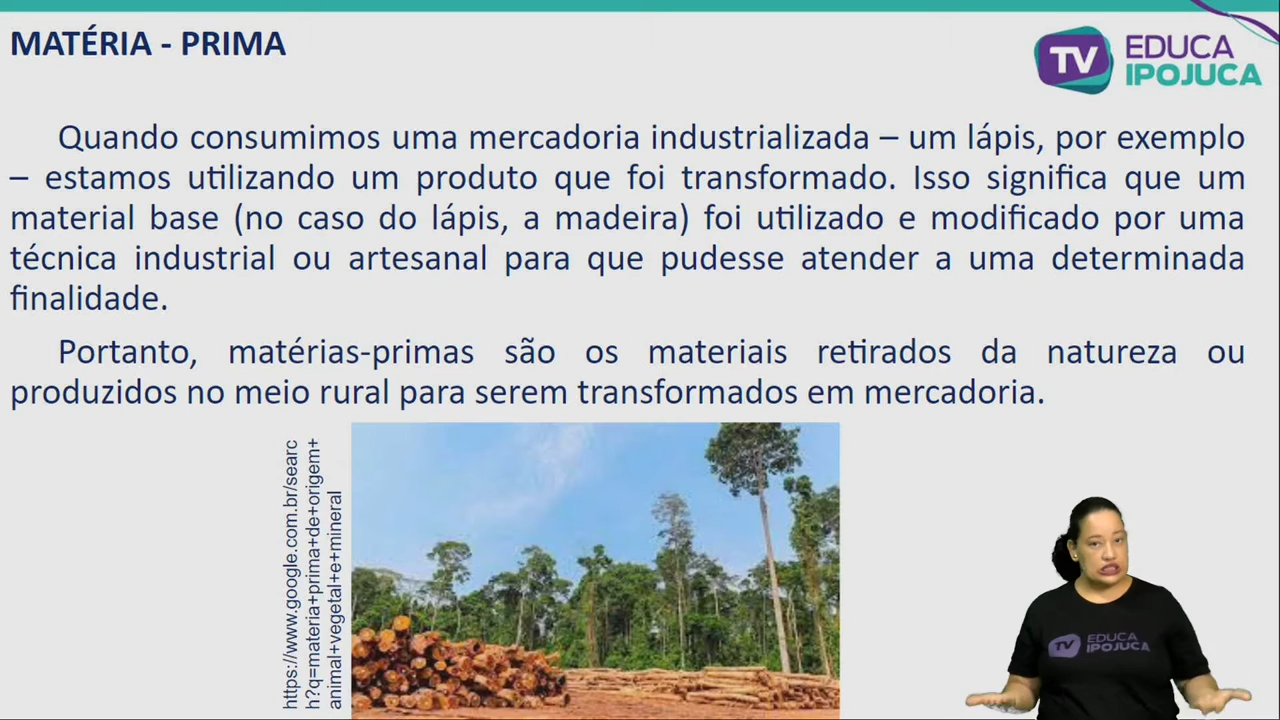 MATÉRIA - PRIMA
TV EDUCA
IPOJUCA
Quando consumimos uma mercadoria industrializada – um lápis, por exemplo
– estamos utilizando um produto que foi transformado. Isso significa que um
material base (no caso do lápis, a madeira) foi utilizado e modificado por uma
técnica industrial ou artesanal para que pudesse atender a uma determinada
finalidade.
Portanto, matérias-primas são os materiais retirados da natureza ou
produzidos no meio rural para serem transformados em mercadoria.
https://www.google.com.br/searc
h?q=materia+prima+de+origem+
animal+vegetal+e+mineral
TV EDUCA
IPOJUCA